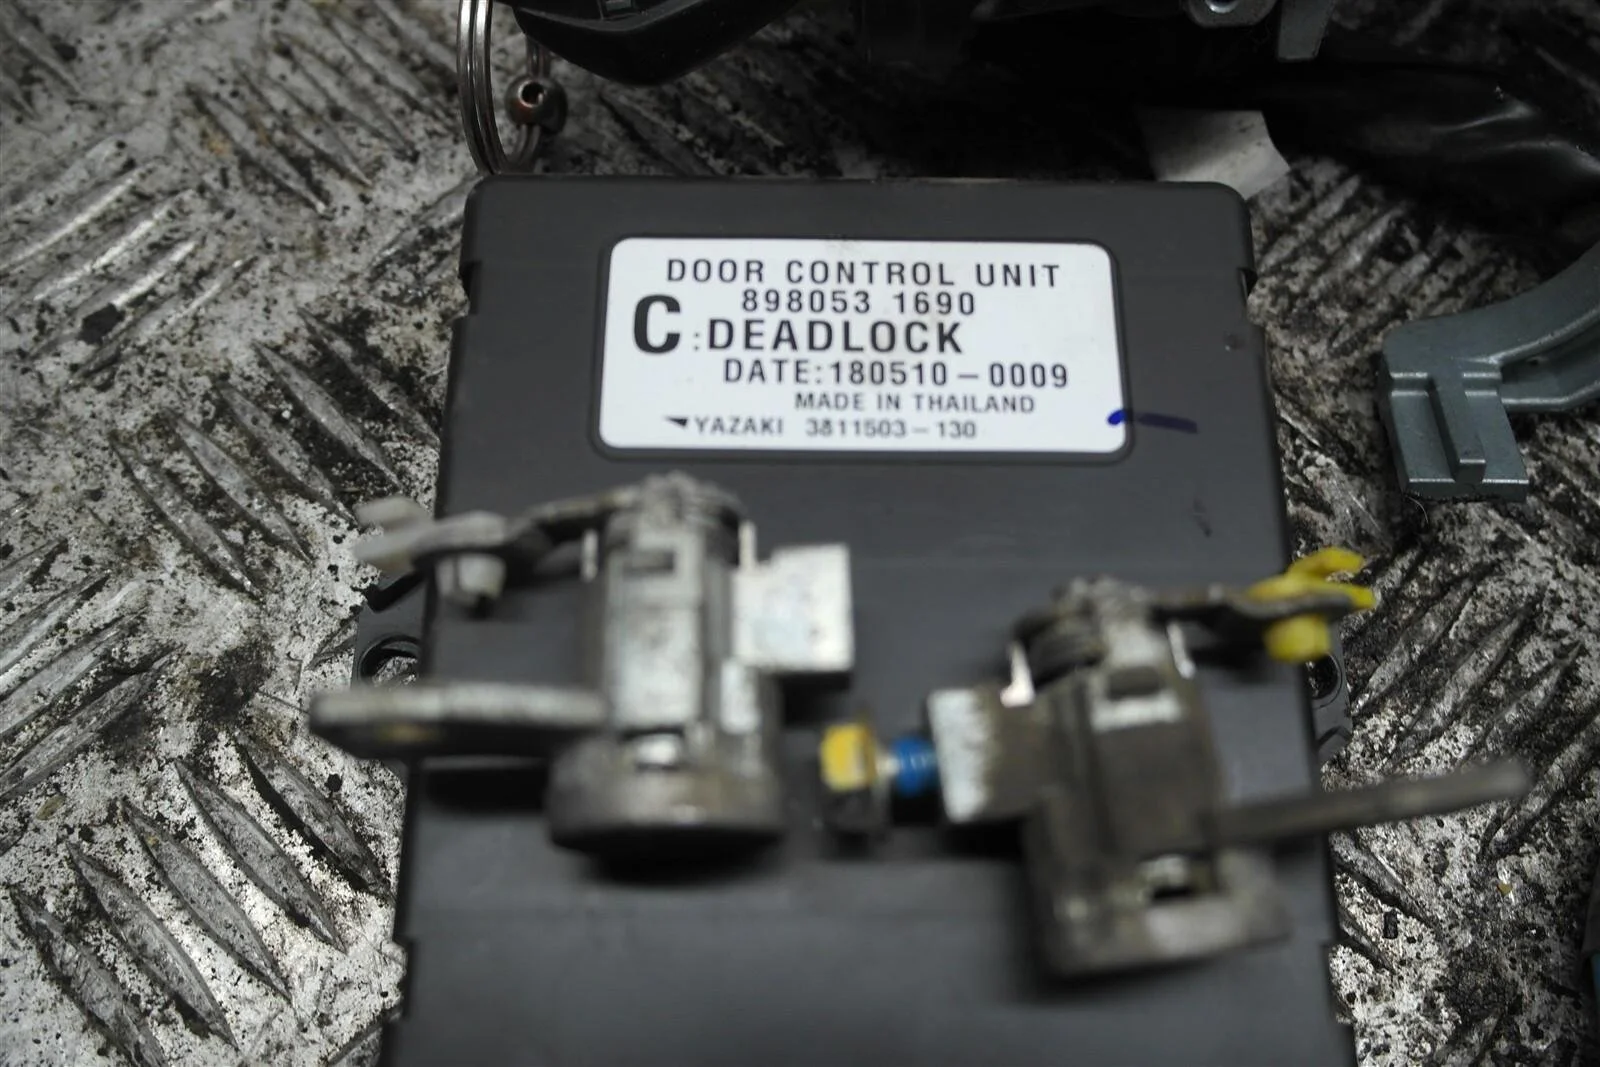 DOOR CONTROL UNIT
898053 1690
C:DEADLOCK
DATE:180510-0009
MADE IN THAILAND
YAZAKI 3811503-130